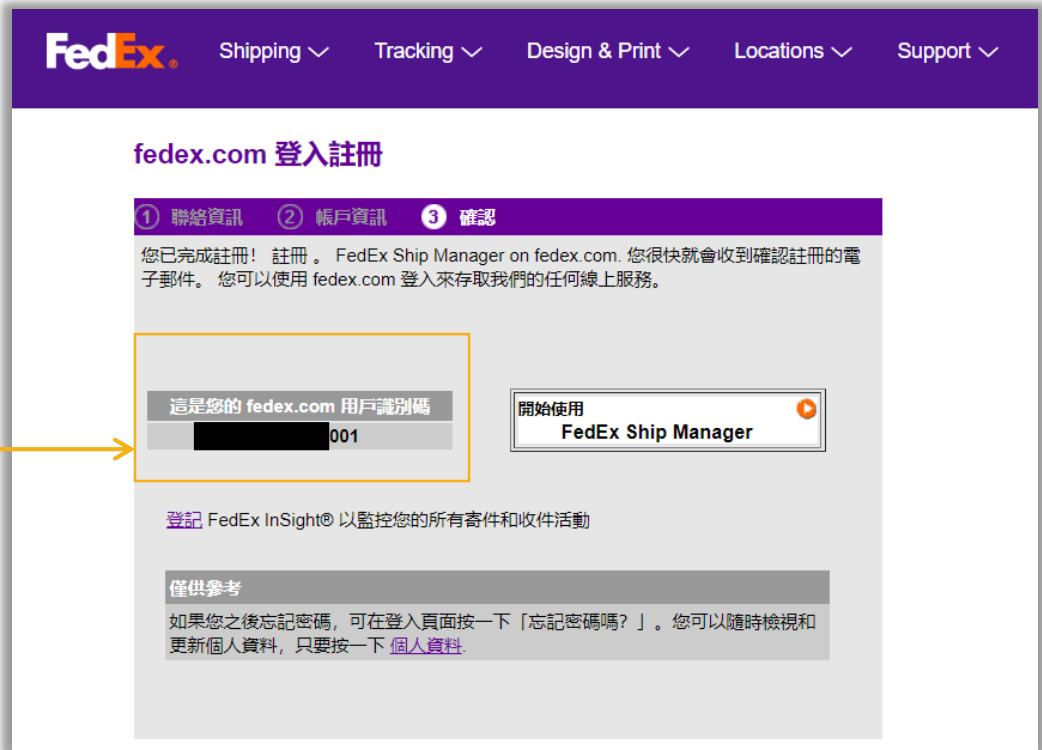 FedEx® Shipping Tracking Design & Print Locations Support
fedex.com 登入註冊
1 聯絡資訊 2 帳戶資訊 3 確認
您已完成註冊! 註冊 。 FedEx Ship Manager on fedex.com. 您很快就會收到確認註冊的電
子郵件。 您可以使用 fedex.com 登入來存取我們的任何線上服務。
這是您的 fedex.com 用戶識別碼
001
開始使用
FedEx Ship Manager
登記 FedEx InSight® 以監控您的所有寄件和收件活動
僅供參考
如果您之後忘記密碼，可在登入頁面按一下「忘記密碼嗎？」。您可以隨時檢視和
更新個人資料，只要按一下 個人資料.